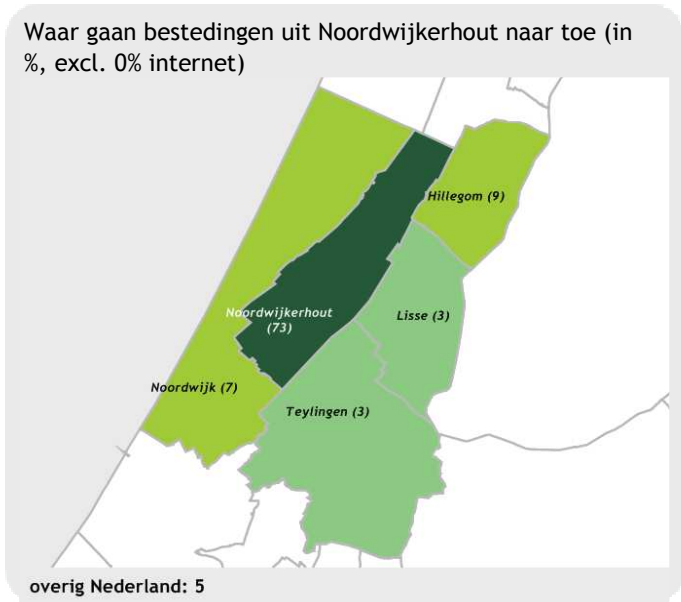 Waar gaan bestedingen uit Noordwijkerhout naar toe (in
%, excl. 0% internet)
Hillegom (9)
Noordwijkerhout
(73)
Lisse (3)
Noordwijk (7)
Teylingen (3)
overig Nederland: 5